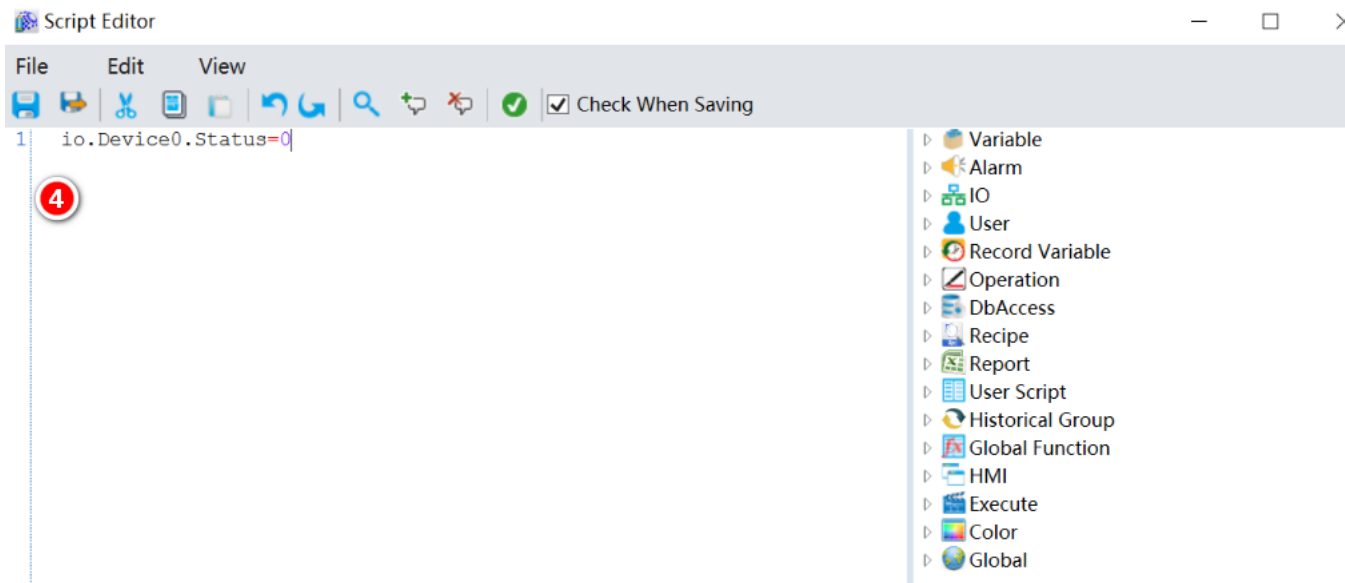 Script Editor
File Edit View
Check When Saving
1 io.Device0.Status=0
4
Variable
Alarm
IO
User
Record Variable
Operation
DbAccess
Recipe
Report
User Script
Historical Group
Global Function
HMI
Execute
Color
Global